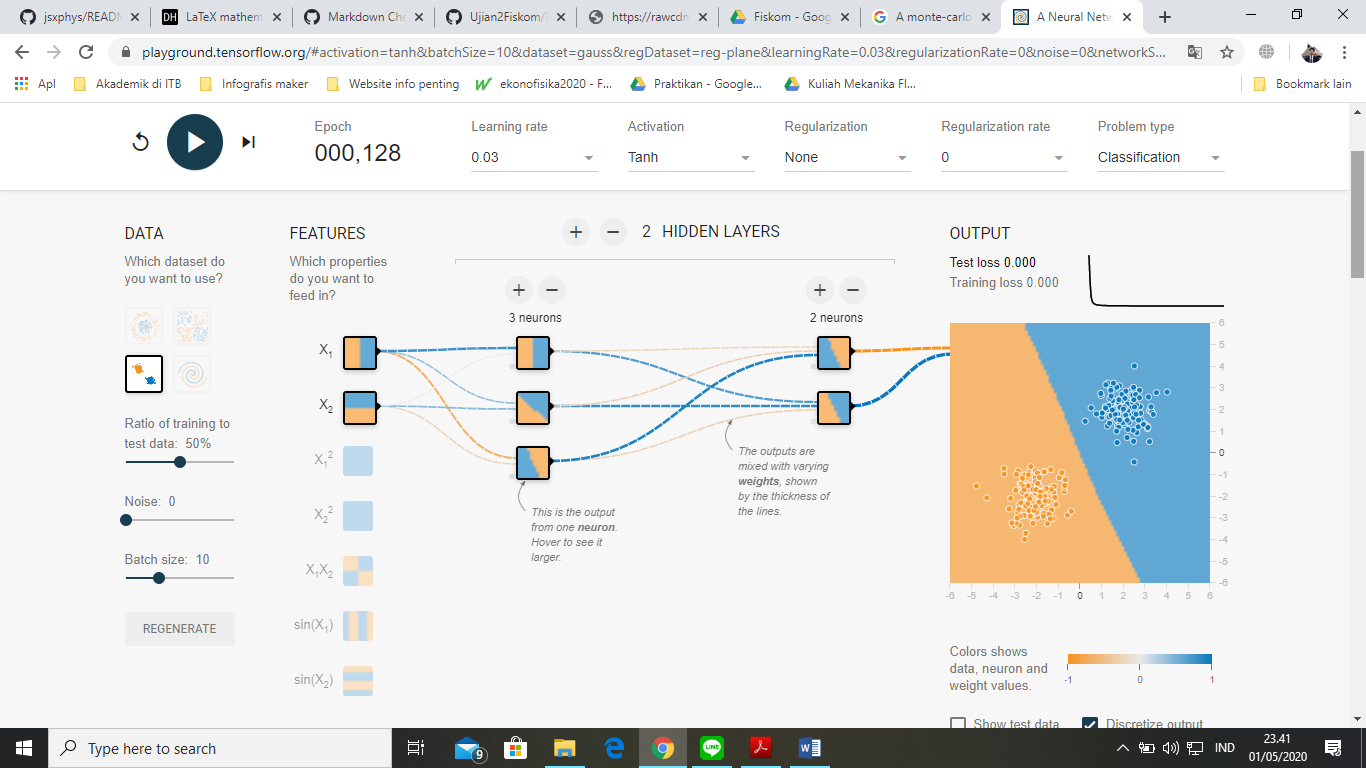 jsxphys/READM
LaTeX mathem
Markdown Che
Ujian2Fiskom/
https://rawcdn.
Fiskom - Goog
A monte-carlo
A Neural Netw
playground.tensorflow.org/#activation=tanh&batchSize=10&dataset=gauss&regDataset=reg-plane&learningRate=0.03&regularizationRate=0&noise=0&networkS...
Apl
Akademik di ITB
Infografis maker
Website info penting
ekonofisika2020 - F...
Praktikan - Google...
Kuliah Mekanika Fl...
Bookmark lain
Epoch
000,128
Learning rate
0.03
Activation
Tanh
Regularization
None
Regularization rate
0
Problem type
Classification
DATA
Which dataset do
you want to use?
Ratio of training to
test data: 50%
Noise: 0
Batch size: 10
REGENERATE
FEATURES
Which properties
do you want to
feed in?
X1
X2
X1²
X2²
X1X2
sin(X1)
sin(X2)
+ − 2 HIDDEN LAYERS
+ −
3 neurons
+ −
2 neurons
This is the output
from one neuron.
Hover to see it
larger.
The outputs are
mixed with varying
weights, shown
by the thickness of
the lines.
OUTPUT
Test loss 0.000
Training loss 0.000
6
5
4
3
2
1
0
-1
-2
-3
-4
-5
-6
-6 -5 -4 -3 -2 -1 0 1 2 3 4 5 6
Colors shows
data, neuron and
weight values.
-1 0 1
Show test data
Discretize output
Type here to search
9
IND
23.41
01/05/2020